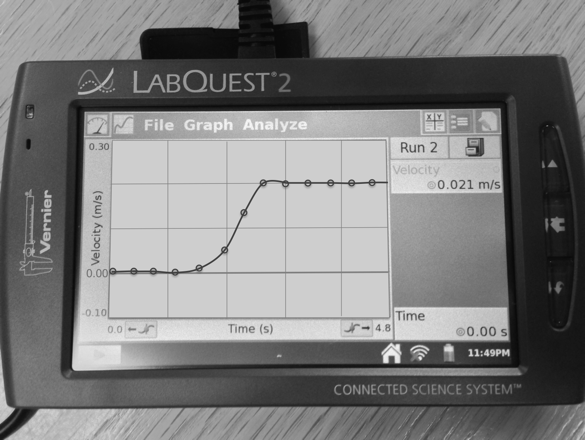 LABQUEST®2
Vernier
File Graph Analyze
X Y
Run 2
Velocity
0.021 m/s
0.30
Velocity (m/s)
0.00
-0.10
0.0
Time (s)
4.8
Time
0.00 s
11:49PM
CONNECTED SCIENCE SYSTEM™